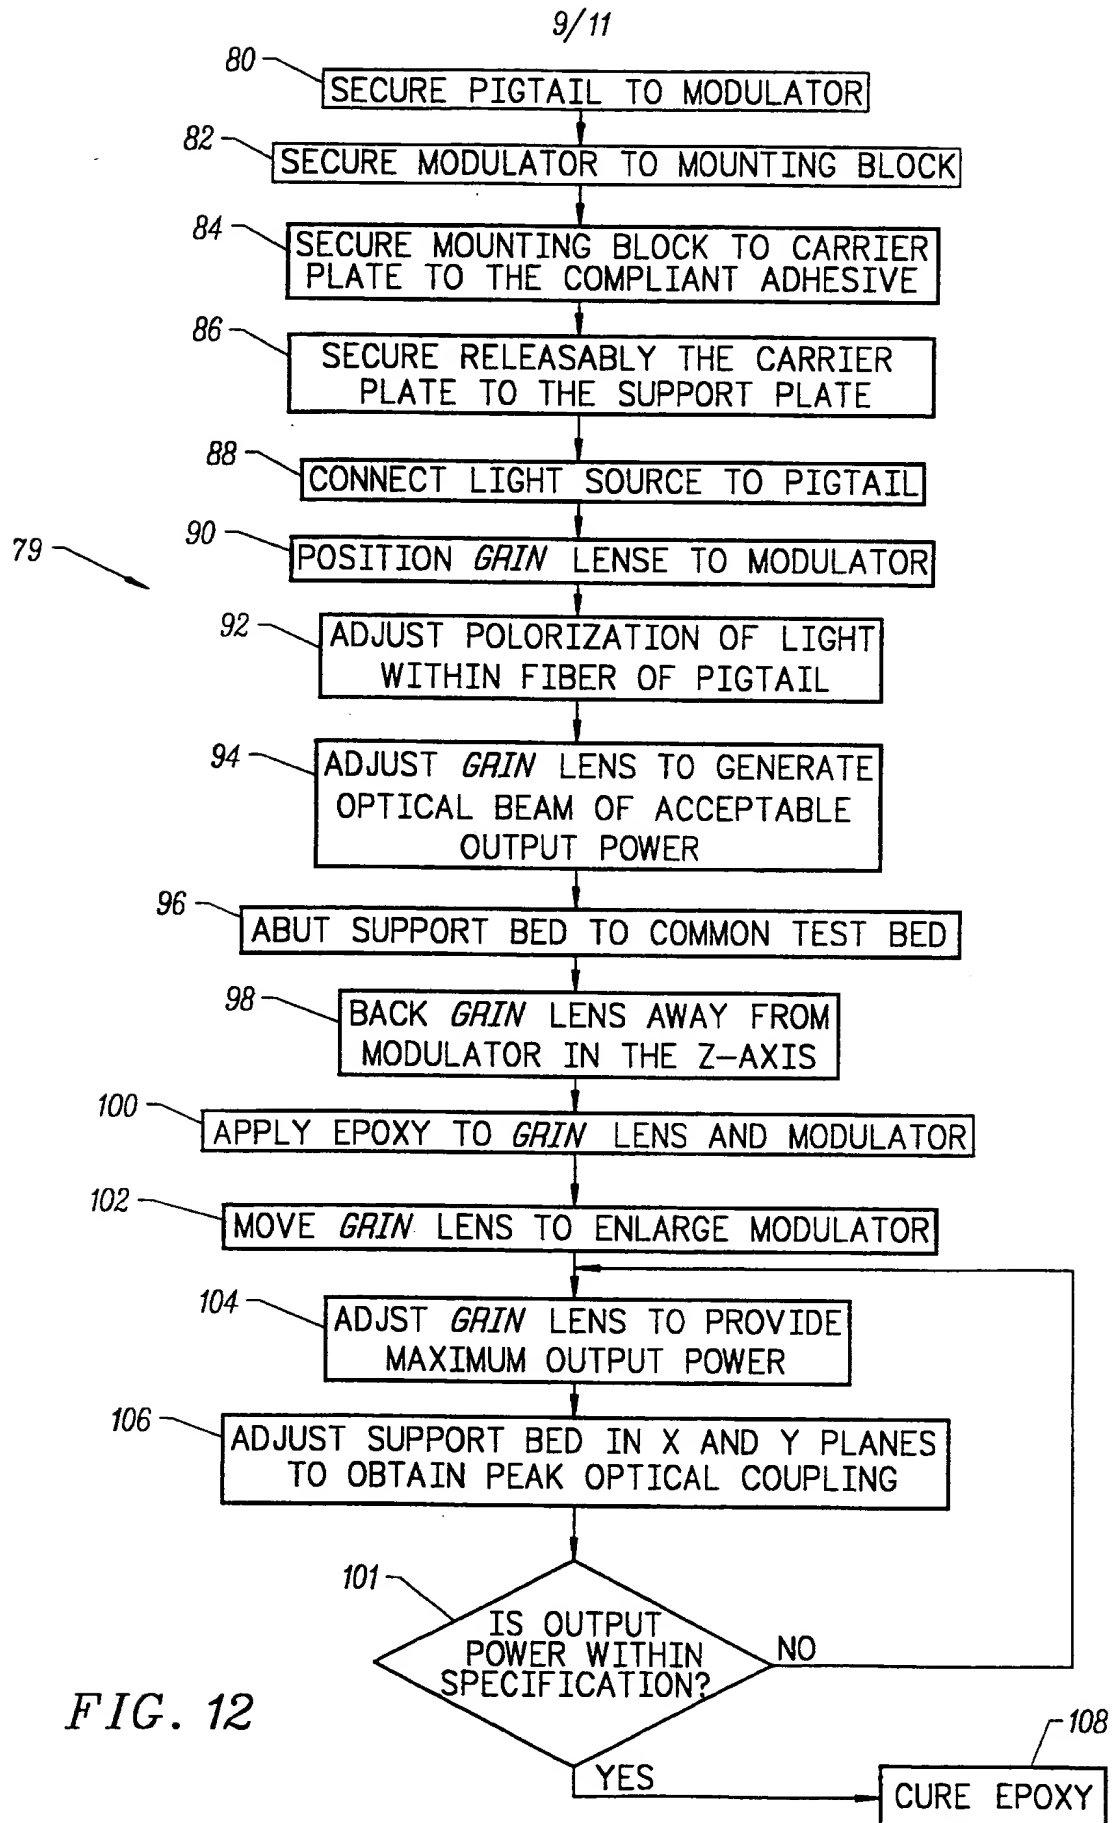 9/11
80
SECURE PIGTAIL TO MODULATOR
82
SECURE MODULATOR TO MOUNTING BLOCK
84
SECURE MOUNTING BLOCK TO CARRIER
PLATE TO THE COMPLIANT ADHESIVE
86
SECURE RELEASABLY THE CARRIER
PLATE TO THE SUPPORT PLATE
88
CONNECT LIGHT SOURCE TO PIGTAIL
79
90
POSITION GRIN LENSE TO MODULATOR
92
ADJUST POLORIZATION OF LIGHT
WITHIN FIBER OF PIGTAIL
94
ADJUST GRIN LENS TO GENERATE
OPTICAL BEAM OF ACCEPTABLE
OUTPUT POWER
96
ABUT SUPPORT BED TO COMMON TEST BED
98
BACK GRIN LENS AWAY FROM
MODULATOR IN THE Z-AXIS
100
APPLY EPOXY TO GRIN LENS AND MODULATOR
102
MOVE GRIN LENS TO ENLARGE MODULATOR
104
ADJST GRIN LENS TO PROVIDE
MAXIMUM OUTPUT POWER
106
ADJUST SUPPORT BED IN X AND Y PLANES
TO OBTAIN PEAK OPTICAL COUPLING
101
IS OUTPUT
POWER WITHIN
SPECIFICATION?
NO
YES
108
CURE EPOXY
FIG. 12